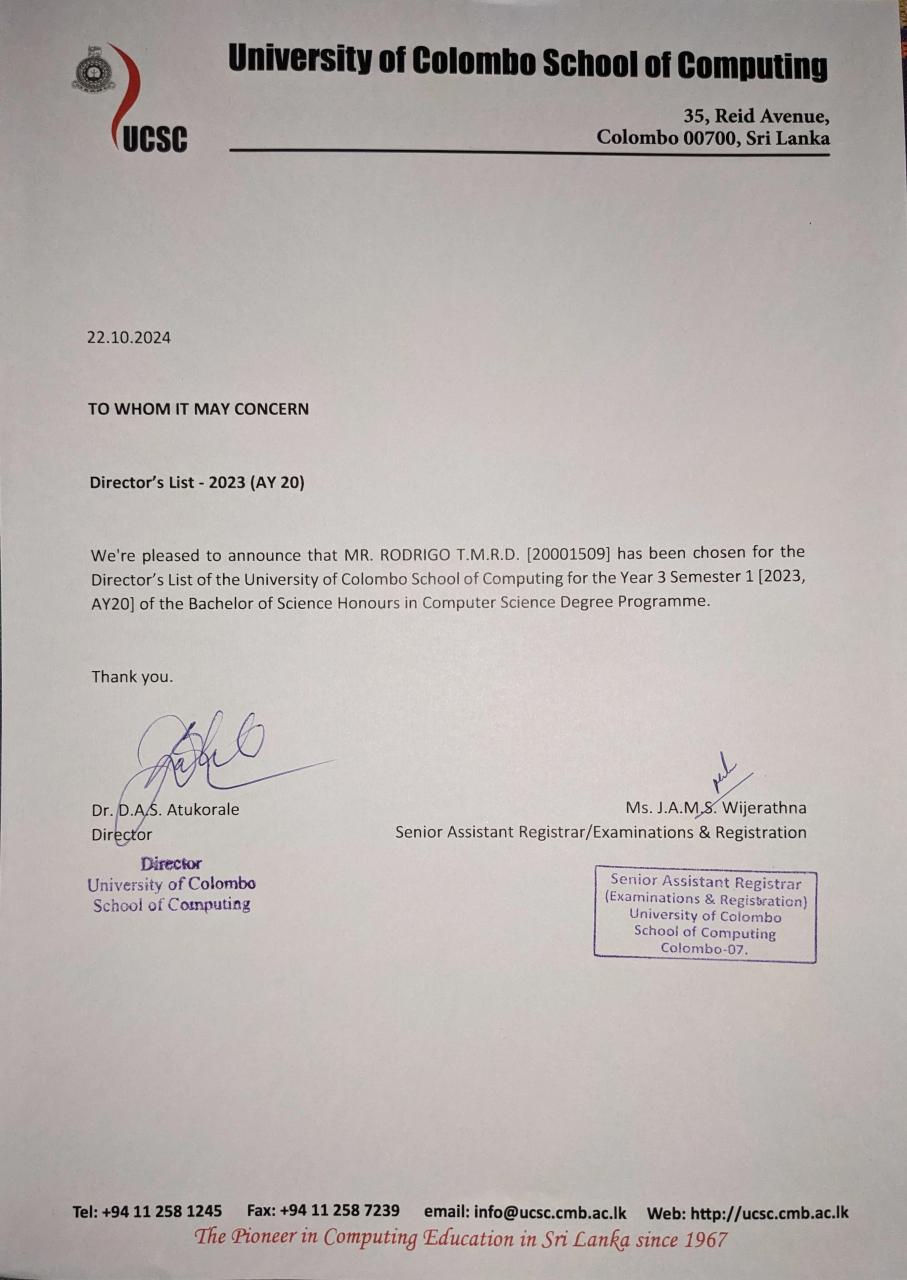 University of Colombo School of Computing
UCSC
35, Reid Avenue,
Colombo 00700, Sri Lanka
22.10.2024
TO WHOM IT MAY CONCERN
Director's List - 2023 (AY 20)
We're pleased to announce that MR. RODRIGO T.M.R.D. [20001509] has been chosen for the
Director's List of the University of Colombo School of Computing for the Year 3 Semester 1 [2023,
AY20] of the Bachelor of Science Honours in Computer Science Degree Programme.
Thank you.
Dr. D.A.S. Atukorale
Director
Director
University of Colombo
School of Computing
Ms. J.A.M.S. Wijerathna
Senior Assistant Registrar/Examinations & Registration
Senior Assistant Registrar
(Examinations & Registration)
University of Colombo
School of Computing
Colombo-07.
Tel: +94 11 258 1245 Fax: +94 11 258 7239 email: info@ucsc.cmb.ac.lk Web: http://ucsc.cmb.ac.lk
The Pioneer in Computing Education in Sri Lanka since 1967